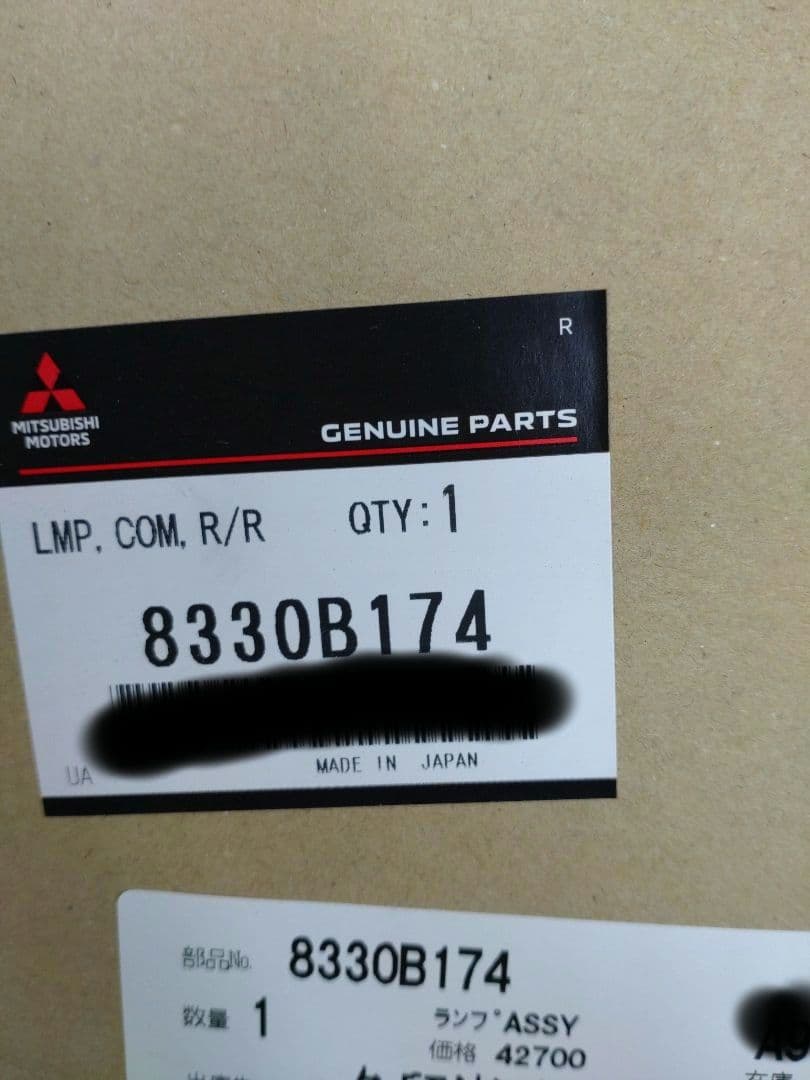 R
MITSUBISHI
MOTORS
GENUINE PARTS
LMP, COM, R/R QTY:1
8330B174
UA MADE IN JAPAN
部品No. 8330B174
数量 1 ランプASSY
価格 42700